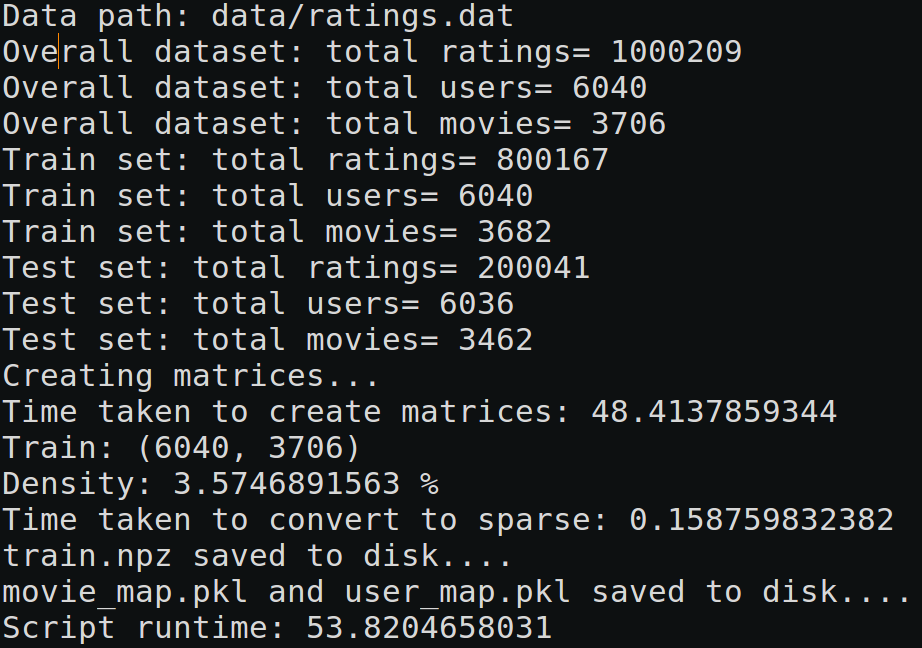 Data path: data/ratings.dat
Overall dataset: total ratings= 1000209
Overall dataset: total users= 6040
Overall dataset: total movies= 3706
Train set: total ratings= 800167
Train set: total users= 6040
Train set: total movies= 3682
Test set: total ratings= 200041
Test set: total users= 6036
Test set: total movies= 3462
Creating matrices...
Time taken to create matrices: 48.4137859344
Train: (6040, 3706)
Density: 3.5746891563 %
Time taken to convert to sparse: 0.158759832382
train.npz saved to disk....
movie_map.pkl and user_map.pkl saved to disk....
Script runtime: 53.8204658031